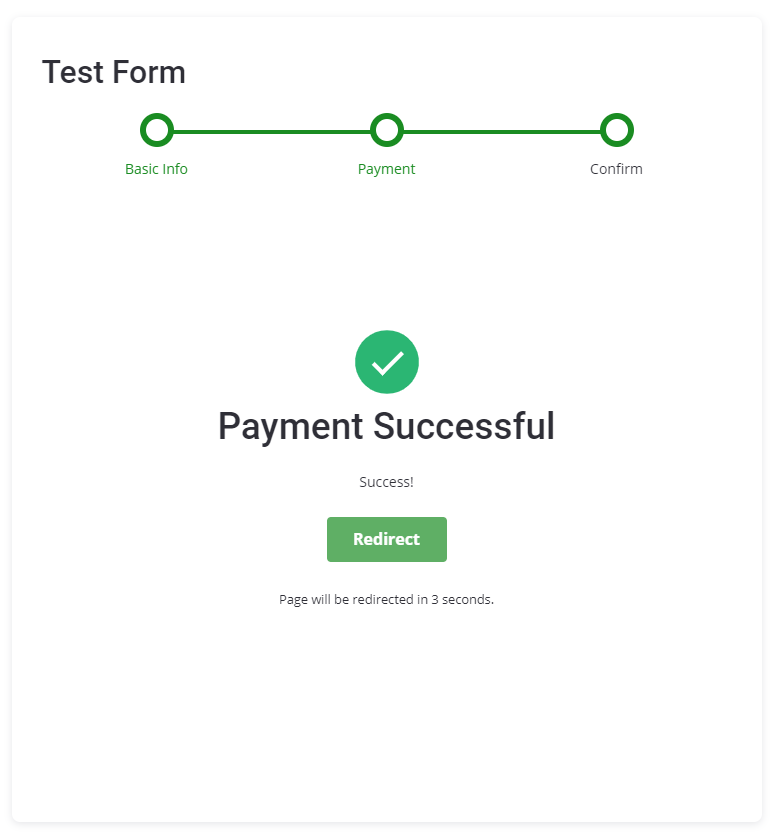 Test Form
Basic Info
Payment
Confirm
Payment Successful
Success!
Redirect
Page will be redirected in 3 seconds.